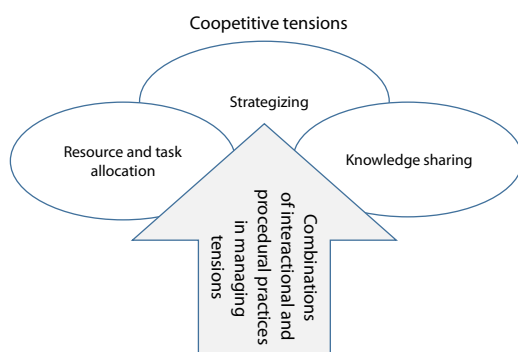 Coopetitive tensions
Strategizing
Resource and task
allocation
Knowledge sharing
Combinations
of interactional and
procedural practices
in managing
tensions